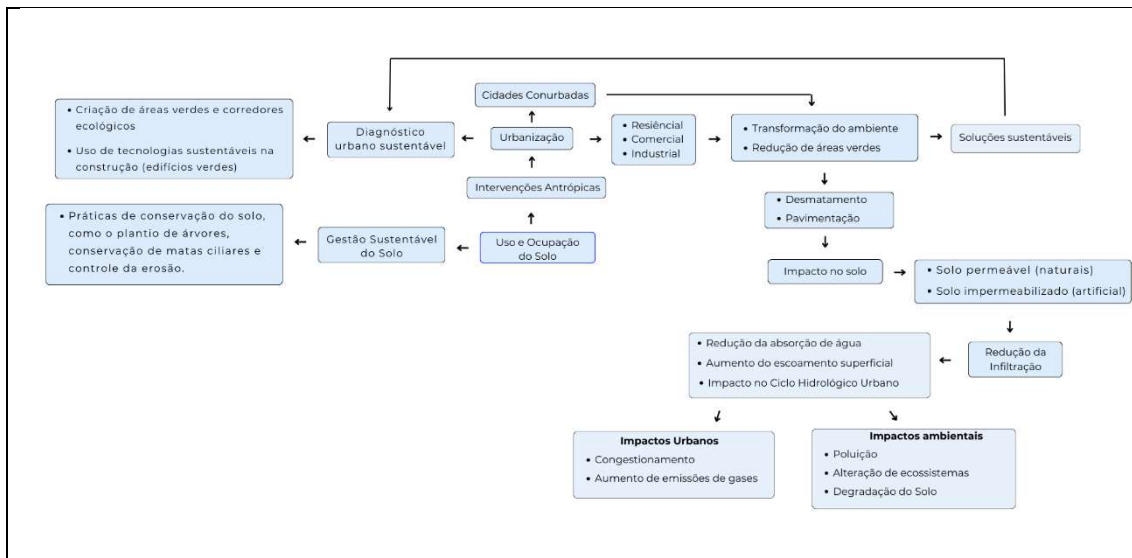 Cidades Conurbadas
• Criação de áreas verdes e corredores
ecológicos
• Uso de tecnologias sustentáveis na
construção (edifícios verdes)
Diagnóstico
urbano sustentável
Urbanização
• Resiêncial
• Comercial
• Industrial
• Transformação do ambiente
• Redução de áreas verdes
Soluções sustentáveis
Intervenções Antrópicas
• Práticas de conservação do solo,
como o plantio de árvores,
conservação de matas ciliares e
controle da erosão.
Gestão Sustentável
do Solo
Uso e Ocupação
do Solo
• Desmatamento
• Pavimentação
Impacto no solo
• Solo permeável (naturais)
• Solo impermeabilizado (artificial)
• Redução da absorção de água
• Aumento do escoamento superficial
• Impacto no Ciclo Hidrológico Urbano
Redução da
Infiltração
Impactos Urbanos
• Congestionamento
• Aumento de emissões de gases
Impactos ambientais
• Poluição
• Alteração de ecossistemas
• Degradação do Solo